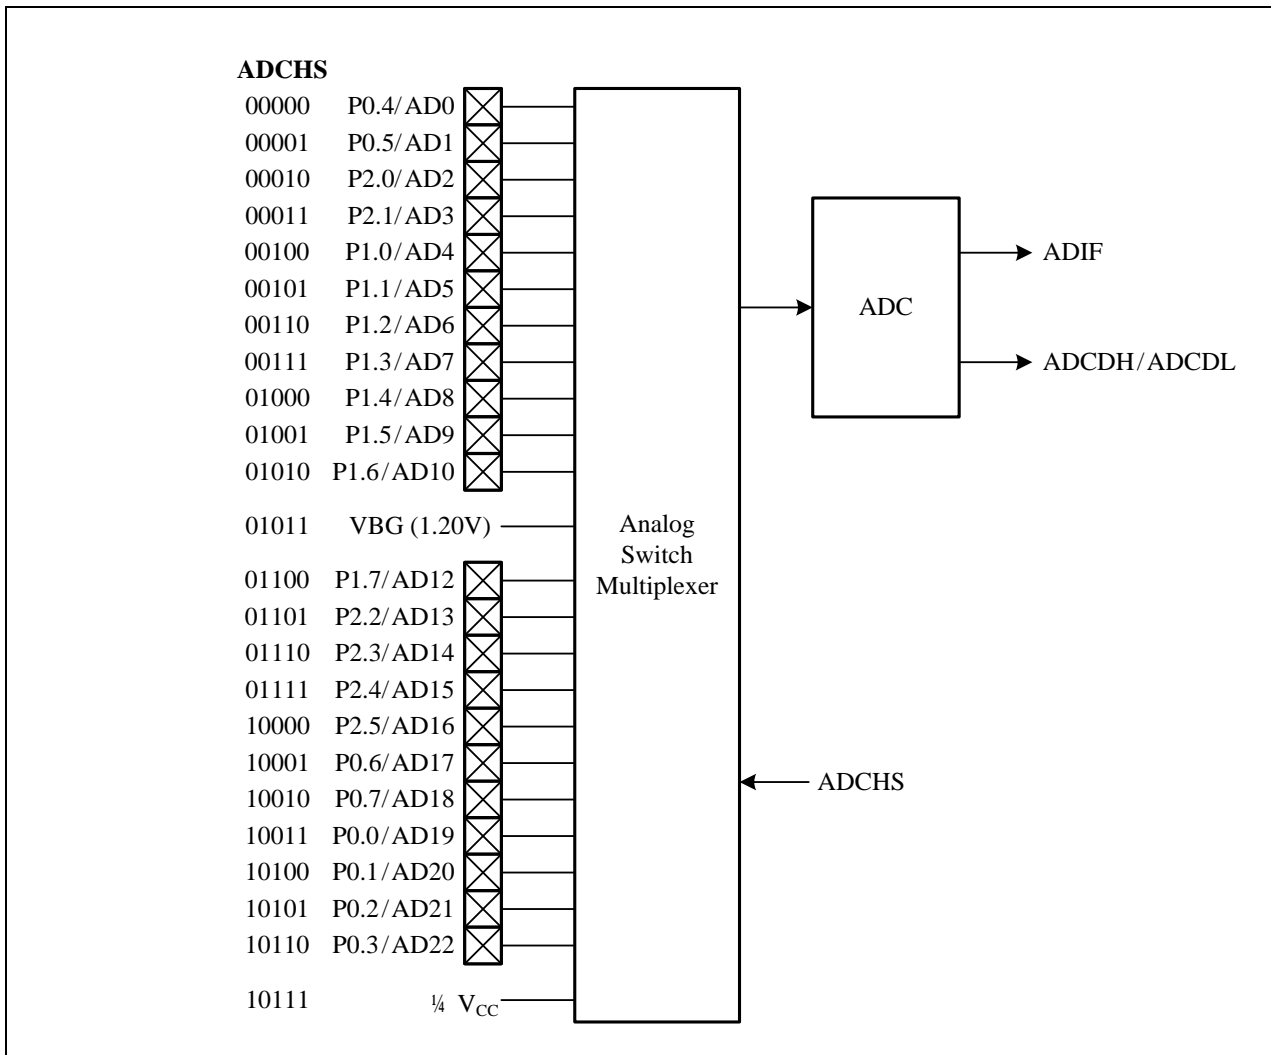 ADCHS
00000 P0.4/AD0
00001 P0.5/AD1
00010 P2.0/AD2
00011 P2.1/AD3
00100 P1.0/AD4
00101 P1.1/AD5
00110 P1.2/AD6
00111 P1.3/AD7
01000 P1.4/AD8
01001 P1.5/AD9
01010 P1.6/AD10
01011 VBG (1.20V)
01100 P1.7/AD12
01101 P2.2/AD13
01110 P2.3/AD14
01111 P2.4/AD15
10000 P2.5/AD16
10001 P0.6/AD17
10010 P0.7/AD18
10011 P0.0/AD19
10100 P0.1/AD20
10101 P0.2/AD21
10110 P0.3/AD22
10111 ¼ VCC
Analog
Switch
Multiplexer
ADC
ADIF
ADCDH/ADCDL
ADCHS